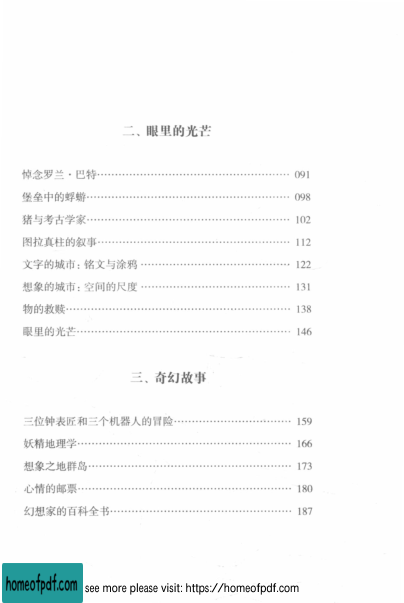 二、眼里的光芒
悼念罗兰·巴特………………………………………… 091
堡垒中的蜉蝣………………………………………… 098
猪与考古学家………………………………………… 102
图拉真柱的叙事………………………………………… 112
文字的城市：铭文与涂鸦………………………………… 122
想象的城市：空间的尺度………………………………… 131
物的救赎………………………………………… 138
眼里的光芒………………………………………… 146
三、奇幻故事
三位钟表匠和三个机器人的冒险………………………… 159
妖精地理学………………………………………… 166
想象之地群岛………………………………………… 173
心情的邮票………………………………………… 180
幻想家的百科全书………………………………………… 187
homeofpdf.com see more please visit: https://homeofpdf.com